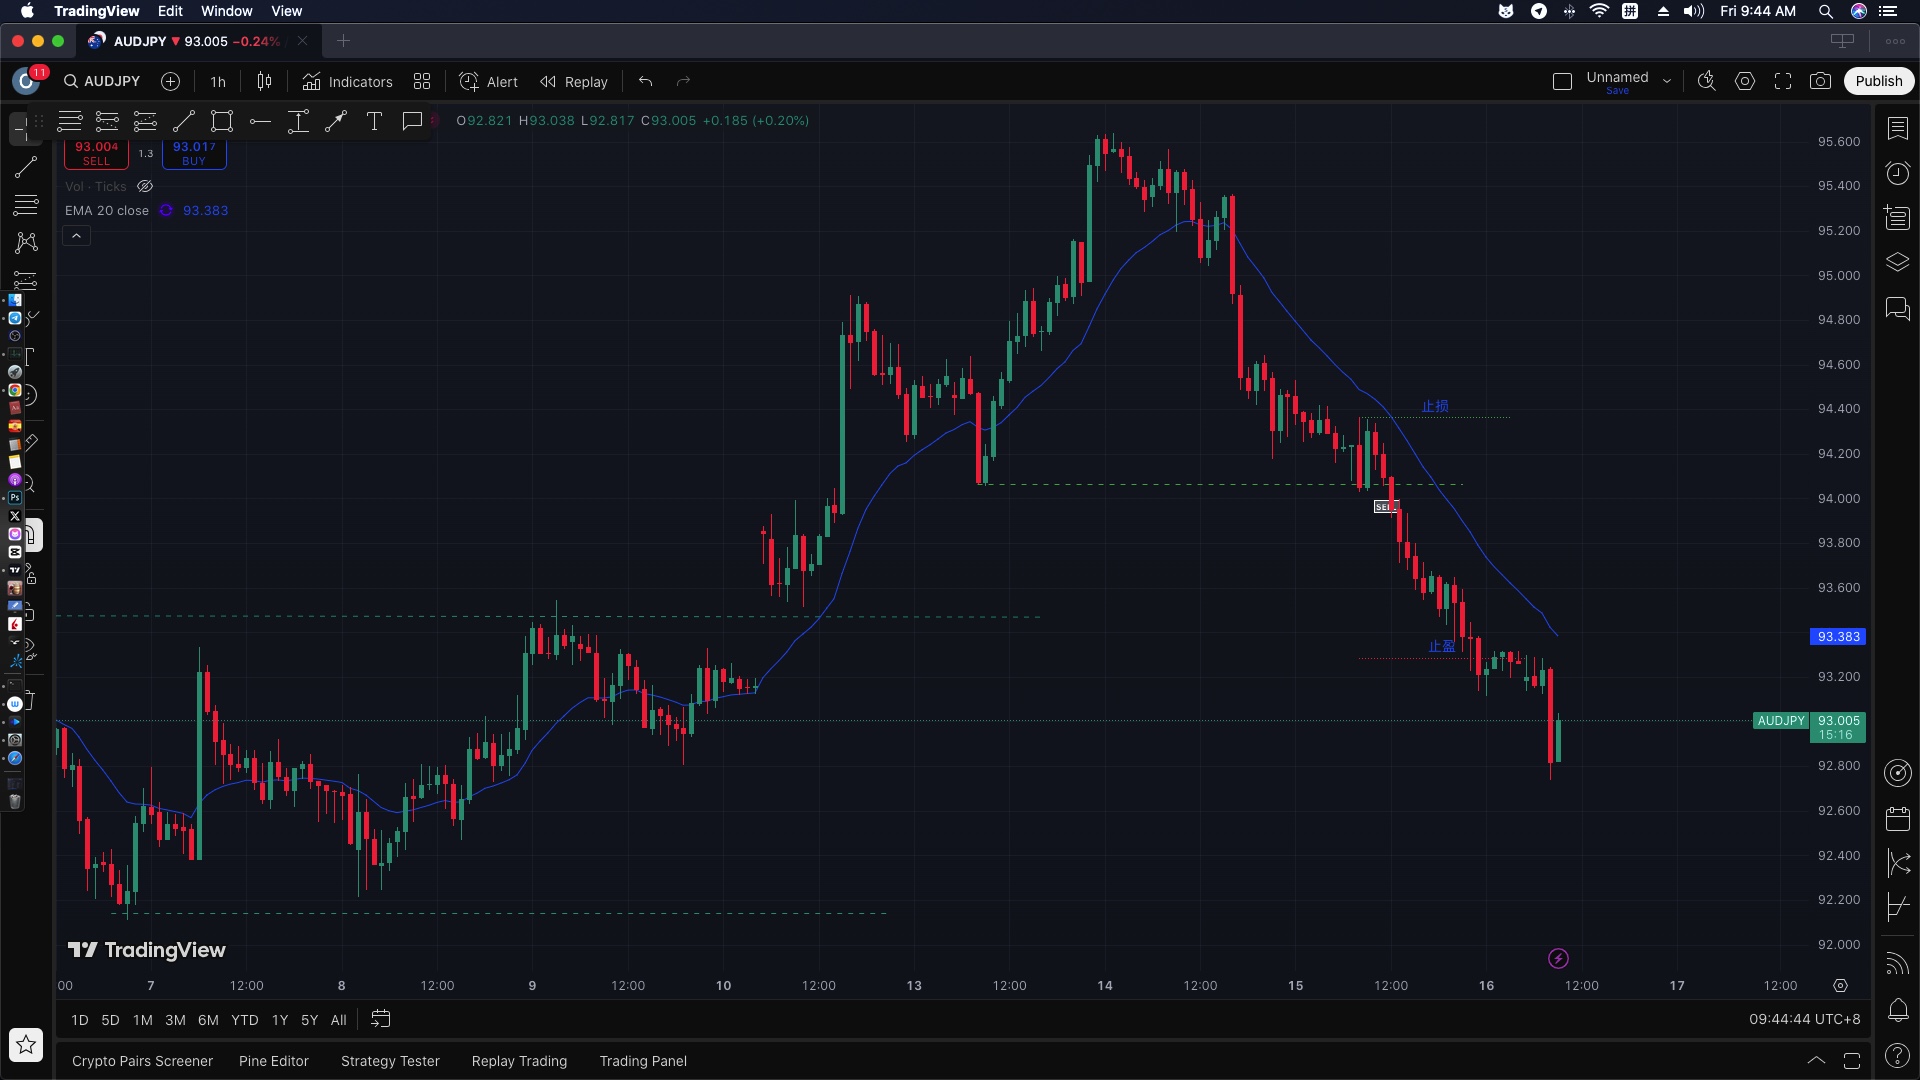 TradingView Edit Window View
拼 Fri 9:44 AM
AUDJPY ▼ 93.005 −0.24%
O 11 AUDJPY 1h Indicators Alert Replay
Unnamed
Save
Publish
O92.821 H93.038 L92.817 C93.005 +0.185 (+0.20%)
93.004
SELL
1.3
93.017
BUY
Vol · Ticks
EMA 20 close 93.383
95.600
95.400
95.200
95.000
94.800
94.600
94.400
94.200
94.000
93.800
93.600
93.383
93.200
AUDJPY 93.005
15:16
92.800
92.600
92.400
92.200
92.000
止损
止盈
TradingView
00 7 12:00 8 12:00 9 12:00 10 12:00 13 12:00 14 12:00 15 12:00 16 12:00 17 12:00
1D 5D 1M 3M 6M YTD 1Y 5Y All
09:44:44 UTC+8
Crypto Pairs Screener Pine Editor Strategy Tester Replay Trading Trading Panel